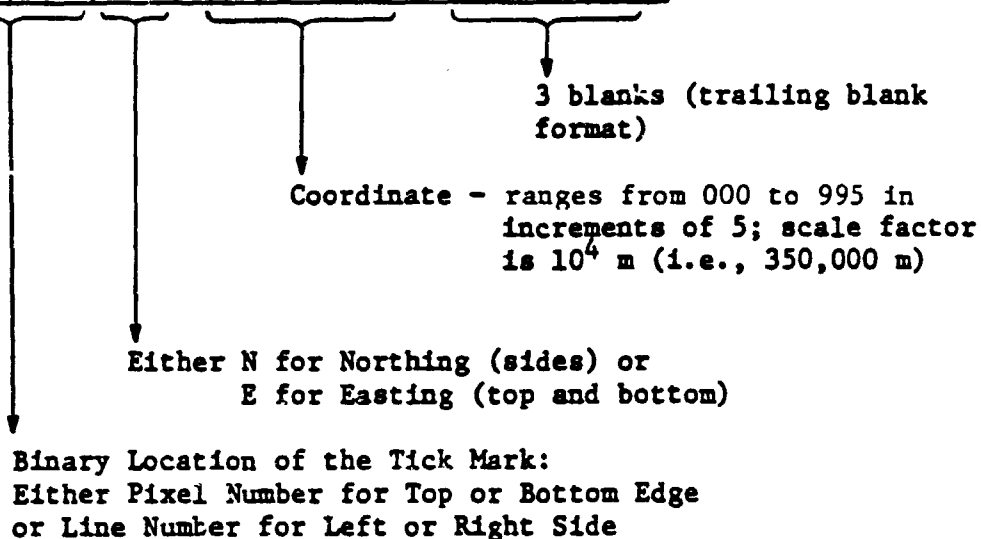 3 blanks (trailing blank
format)
Coordinate - ranges from 000 to 995 in
increments of 5; scale factor
is 10⁴ m (i.e., 350,000 m)
Either N for Northing (sides) or
E for Easting (top and bottom)
Binary Location of the Tick Mark:
Either Pixel Number for Top or Bottom Edge
or Line Number for Left or Right Side